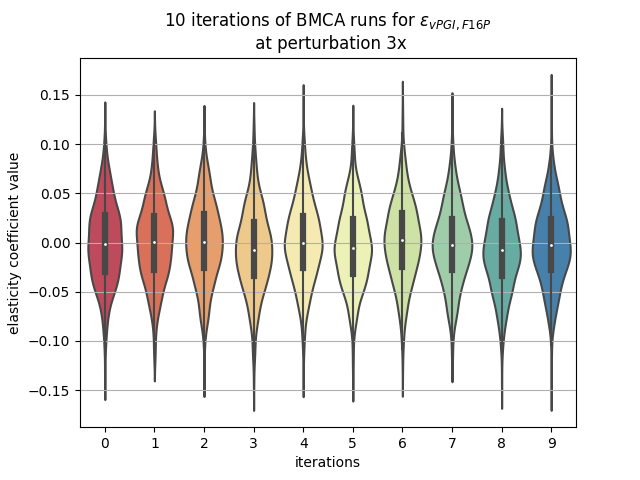 10 iterations of BMCA runs for ε_{vPGI, F16P}
at perturbation 3x
elasticity coefficient value
0.15
0.10
0.05
0.00
−0.05
−0.10
−0.15
0 1 2 3 4 5 6 7 8 9
iterations